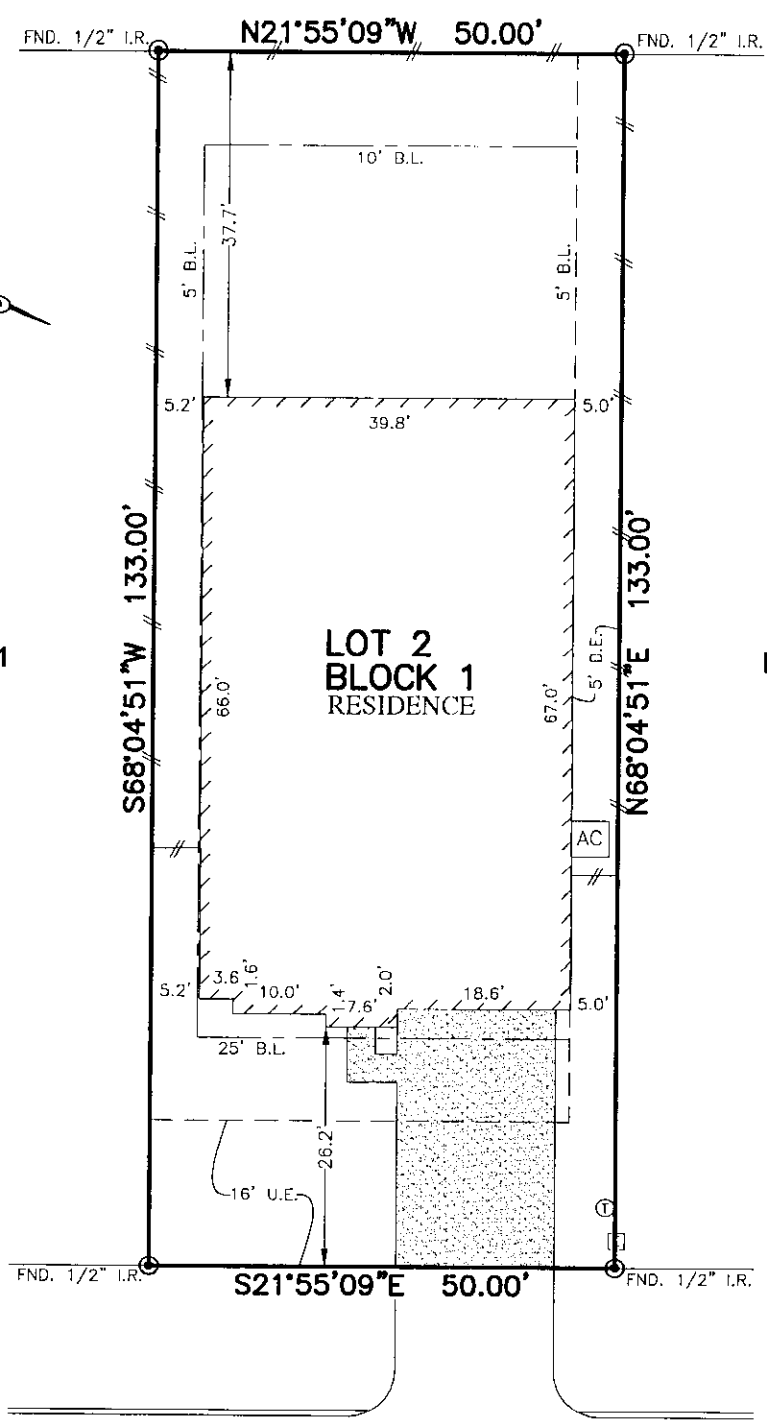 FND. 1/2" I.R.
N21°55'09"W 50.00'
FND. 1/2" I.R.
10' B.L.
37.7'
5' B.L.
5' B.L.
5.2'
39.8'
5.0'
S68°04'51"W 133.00'
N68°04'51"E 133.00'
1
LOT 2
BLOCK 1
RESIDENCE
66.0'
67.0'
5' D.E.
AC
5.2'
3.6
1.6'
10.0'
1.4'
7.6'
2.0'
18.6'
5.0'
25' B.L.
26.2'
16' U.E.
T
FND. 1/2" I.R.
S21°55'09"E 50.00'
FND. 1/2" I.R.